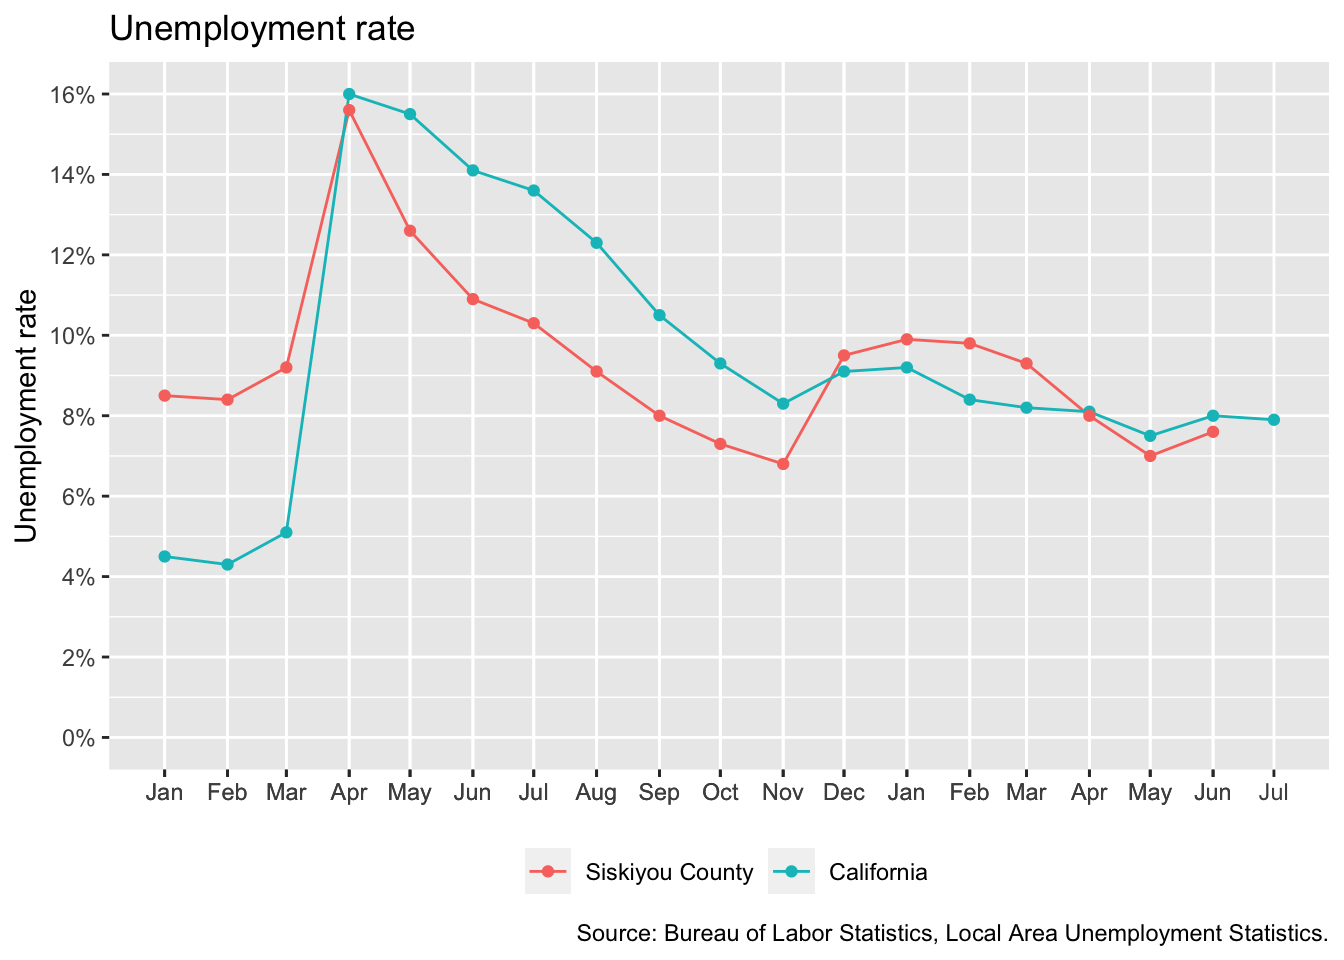 Unemployment rate
Unemployment rate
16%
14%
12%
10%
8%
6%
4%
2%
0%
Jan Feb Mar Apr May Jun Jul Aug Sep Oct Nov Dec Jan Feb Mar Apr May Jun Jul
Siskiyou County California
Source: Bureau of Labor Statistics, Local Area Unemployment Statistics.